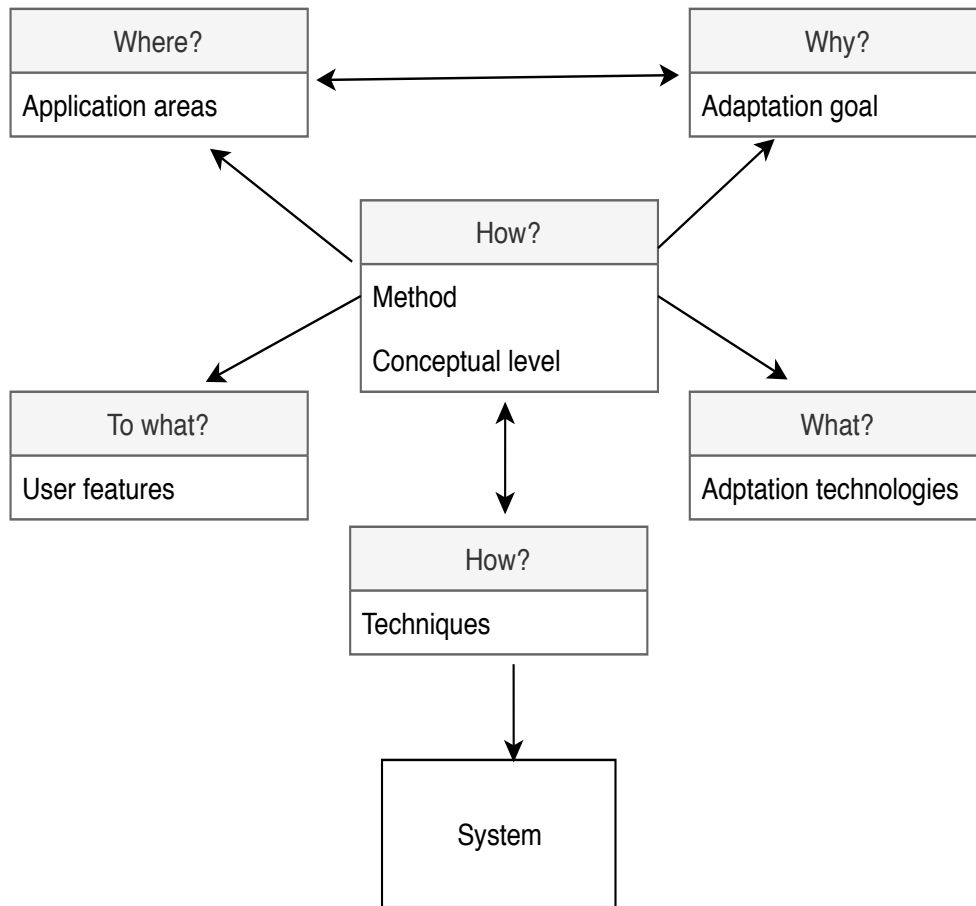 Where?
Application areas
Why?
Adaptation goal
How?
Method
Conceptual level
To what?
User features
What?
Adptation technologies
How?
Techniques
System